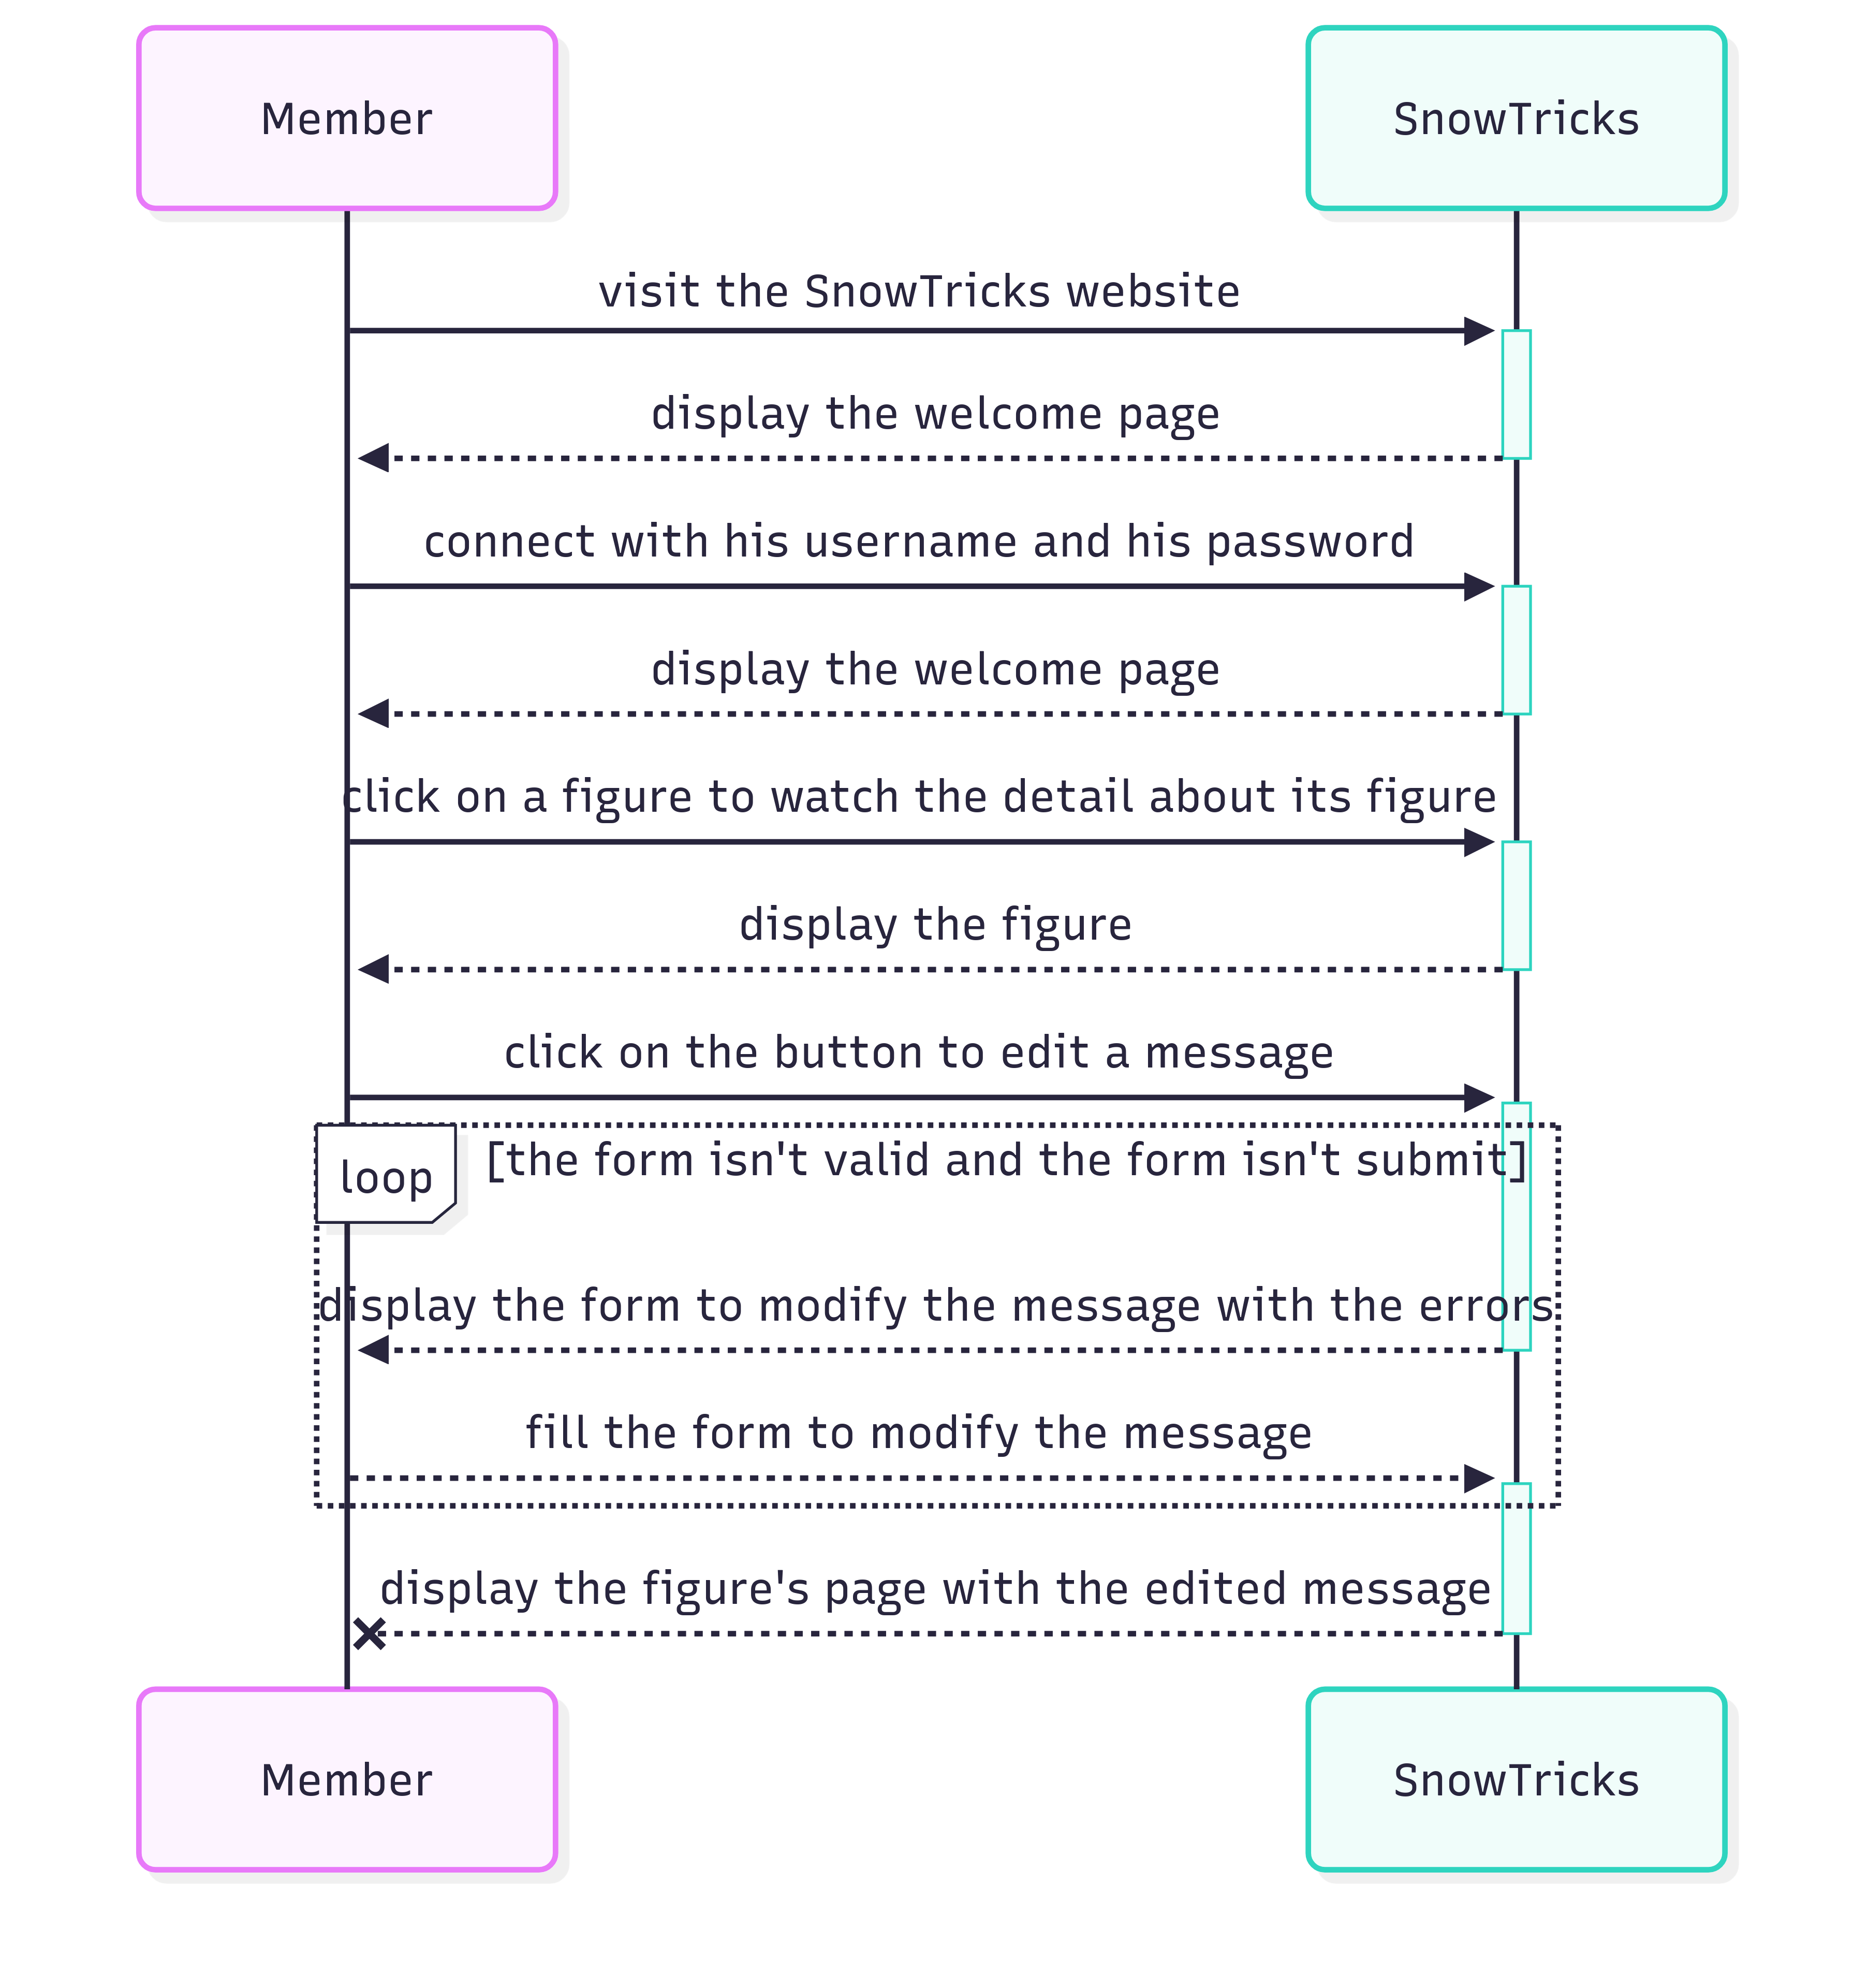 Member
SnowTricks
visit the SnowTricks website
display the welcome page
connect with his username and his password
display the welcome page
click on a figure to watch the detail about its figure
display the figure
click on the button to edit a message
loop
[the form isn't valid and the form isn't submit]
display the form to modify the message with the errors
fill the form to modify the message
display the figure's page with the edited message
Member
SnowTricks